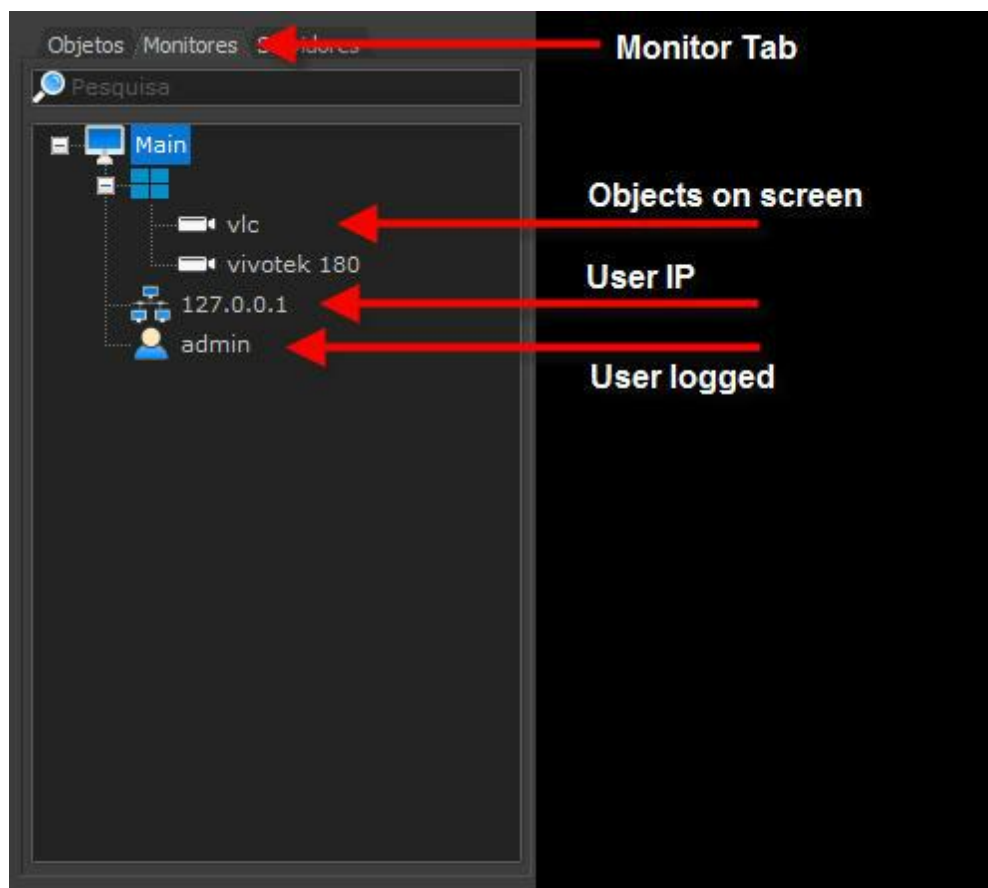 Objetos Monitores
Monitor Tab
Pesquisa
Main
Objects on screen
vlc
vivotek 180
User IP
127.0.0.1
admin
User logged